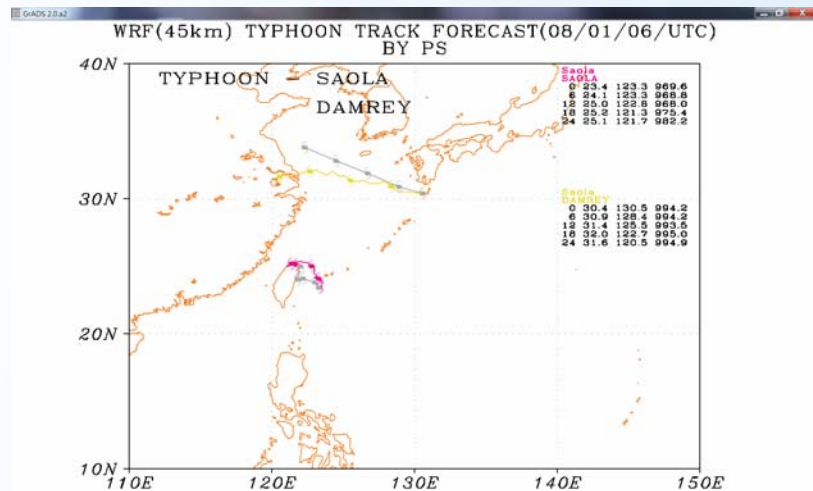 GrADS 2.0.a2
WRF(45km) TYPHOON TRACK FORECAST(08/01/06/UTC)
BY PS
40N
TYPHOON - SAOLA
DAMREY
Saola
SAOLA
0 23.4 123.3 969.6
6 24.1 123.3 968.8
12 25.0 122.8 968.0
18 25.2 121.3 975.4
24 25.1 121.7 982.2
30N
Saola
DAMREY
0 30.4 130.5 994.2
6 30.9 128.4 994.2
12 31.4 125.5 993.5
18 32.0 122.7 995.0
24 31.6 120.5 994.9
20N
10N
110E 120E 130E 140E 150E